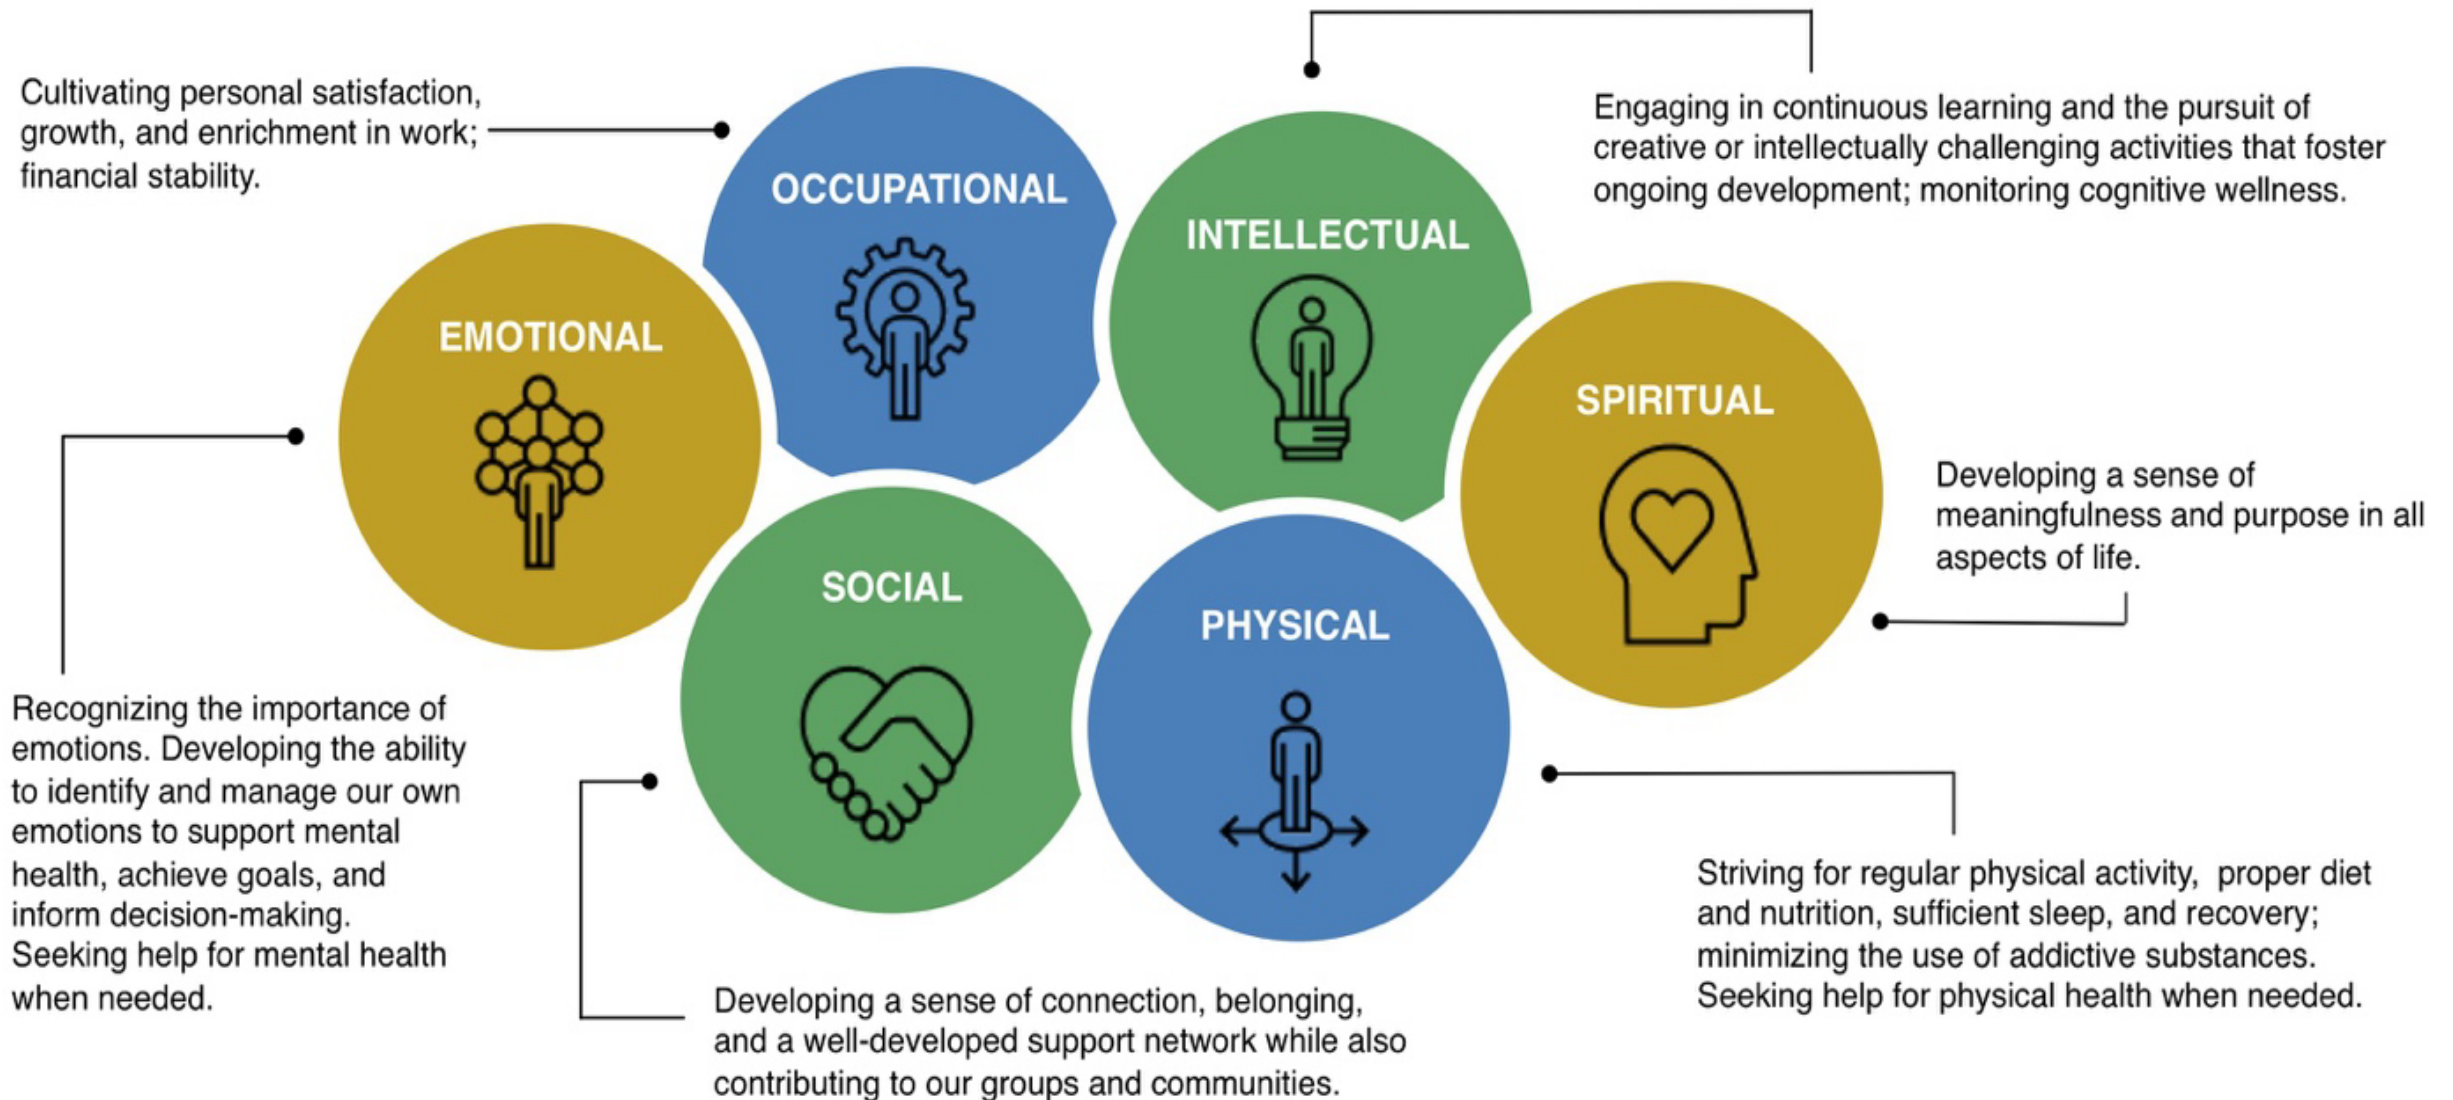 Cultivating personal satisfaction,
growth, and enrichment in work;
financial stability.
OCCUPATIONAL
Engaging in continuous learning and the pursuit of
creative or intellectually challenging activities that foster
ongoing development; monitoring cognitive wellness.
INTELLECTUAL
EMOTIONAL
Recognizing the importance of
emotions. Developing the ability
to identify and manage our own
emotions to support mental
health, achieve goals, and
inform decision-making.
Seeking help for mental health
when needed.
SPIRITUAL
Developing a sense of
meaningfulness and purpose in all
aspects of life.
SOCIAL
Developing a sense of connection, belonging,
and a well-developed support network while also
contributing to our groups and communities.
PHYSICAL
Striving for regular physical activity,  proper diet
and nutrition, sufficient sleep, and recovery;
minimizing the use of addictive substances.
Seeking help for physical health when needed.